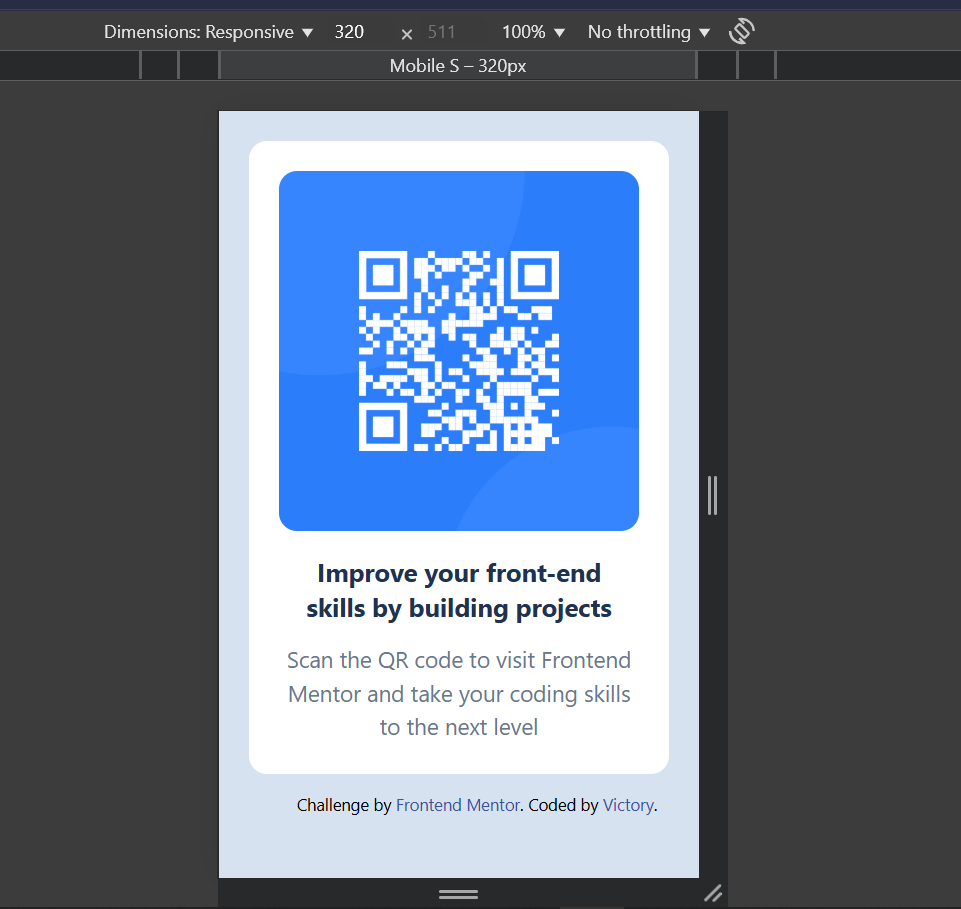 Dimensions: Responsive ▼ 320 × 511 100% ▼ No throttling ▼
Mobile S – 320px
Improve your front-end
skills by building projects
Scan the QR code to visit Frontend
Mentor and take your coding skills
to the next level
Challenge by Frontend Mentor. Coded by Victory.